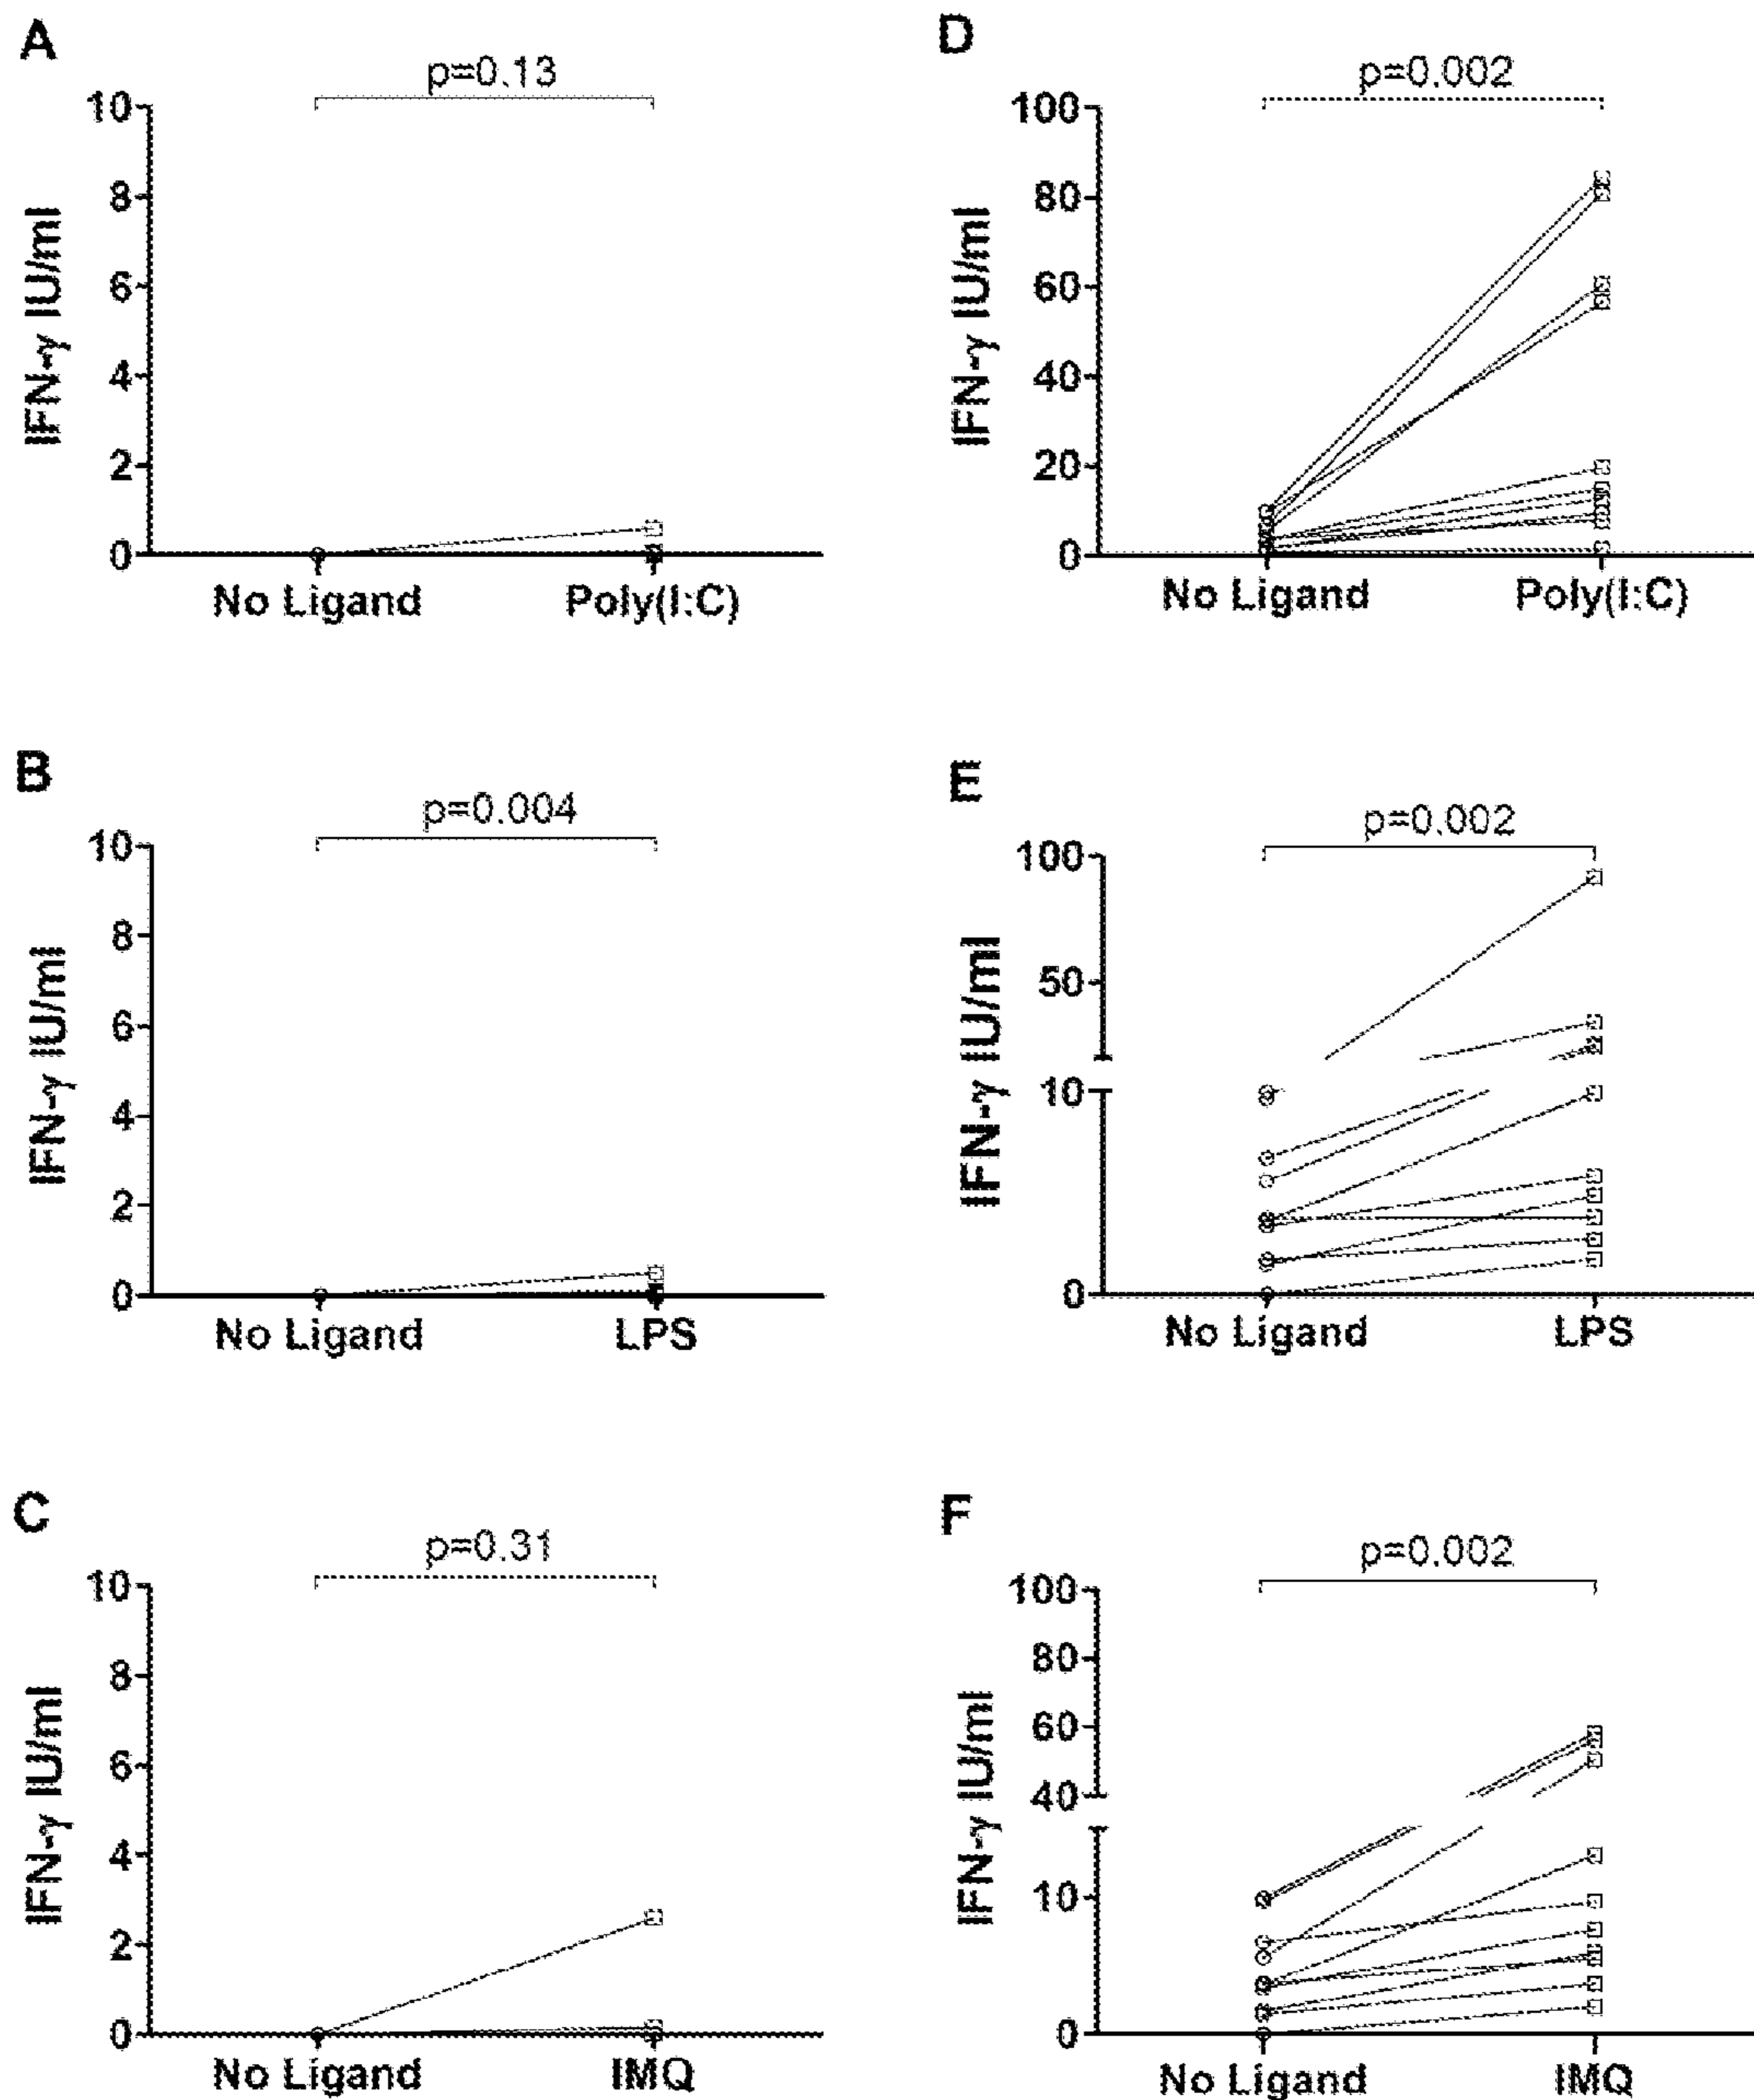 A
p=0.13
IFN-γ IU/ml
10
8
6
4
2
0
No Ligand
Poly(I:C)
D
p=0.002
IFN-γ IU/ml
100
80
60
40
20
0
No Ligand
Poly(I:C)
B
p=0.004
IFN-γ IU/ml
10
8
6
4
2
0
No Ligand
LPS
E
p=0.002
IFN-γ IU/ml
100
50
10
0
No Ligand
LPS
C
p=0.31
IFN-γ IU/ml
10
8
6
4
2
0
No Ligand
IMQ
F
p=0.002
IFN-γ IU/ml
100
80
60
40
10
0
No Ligand
IMQ